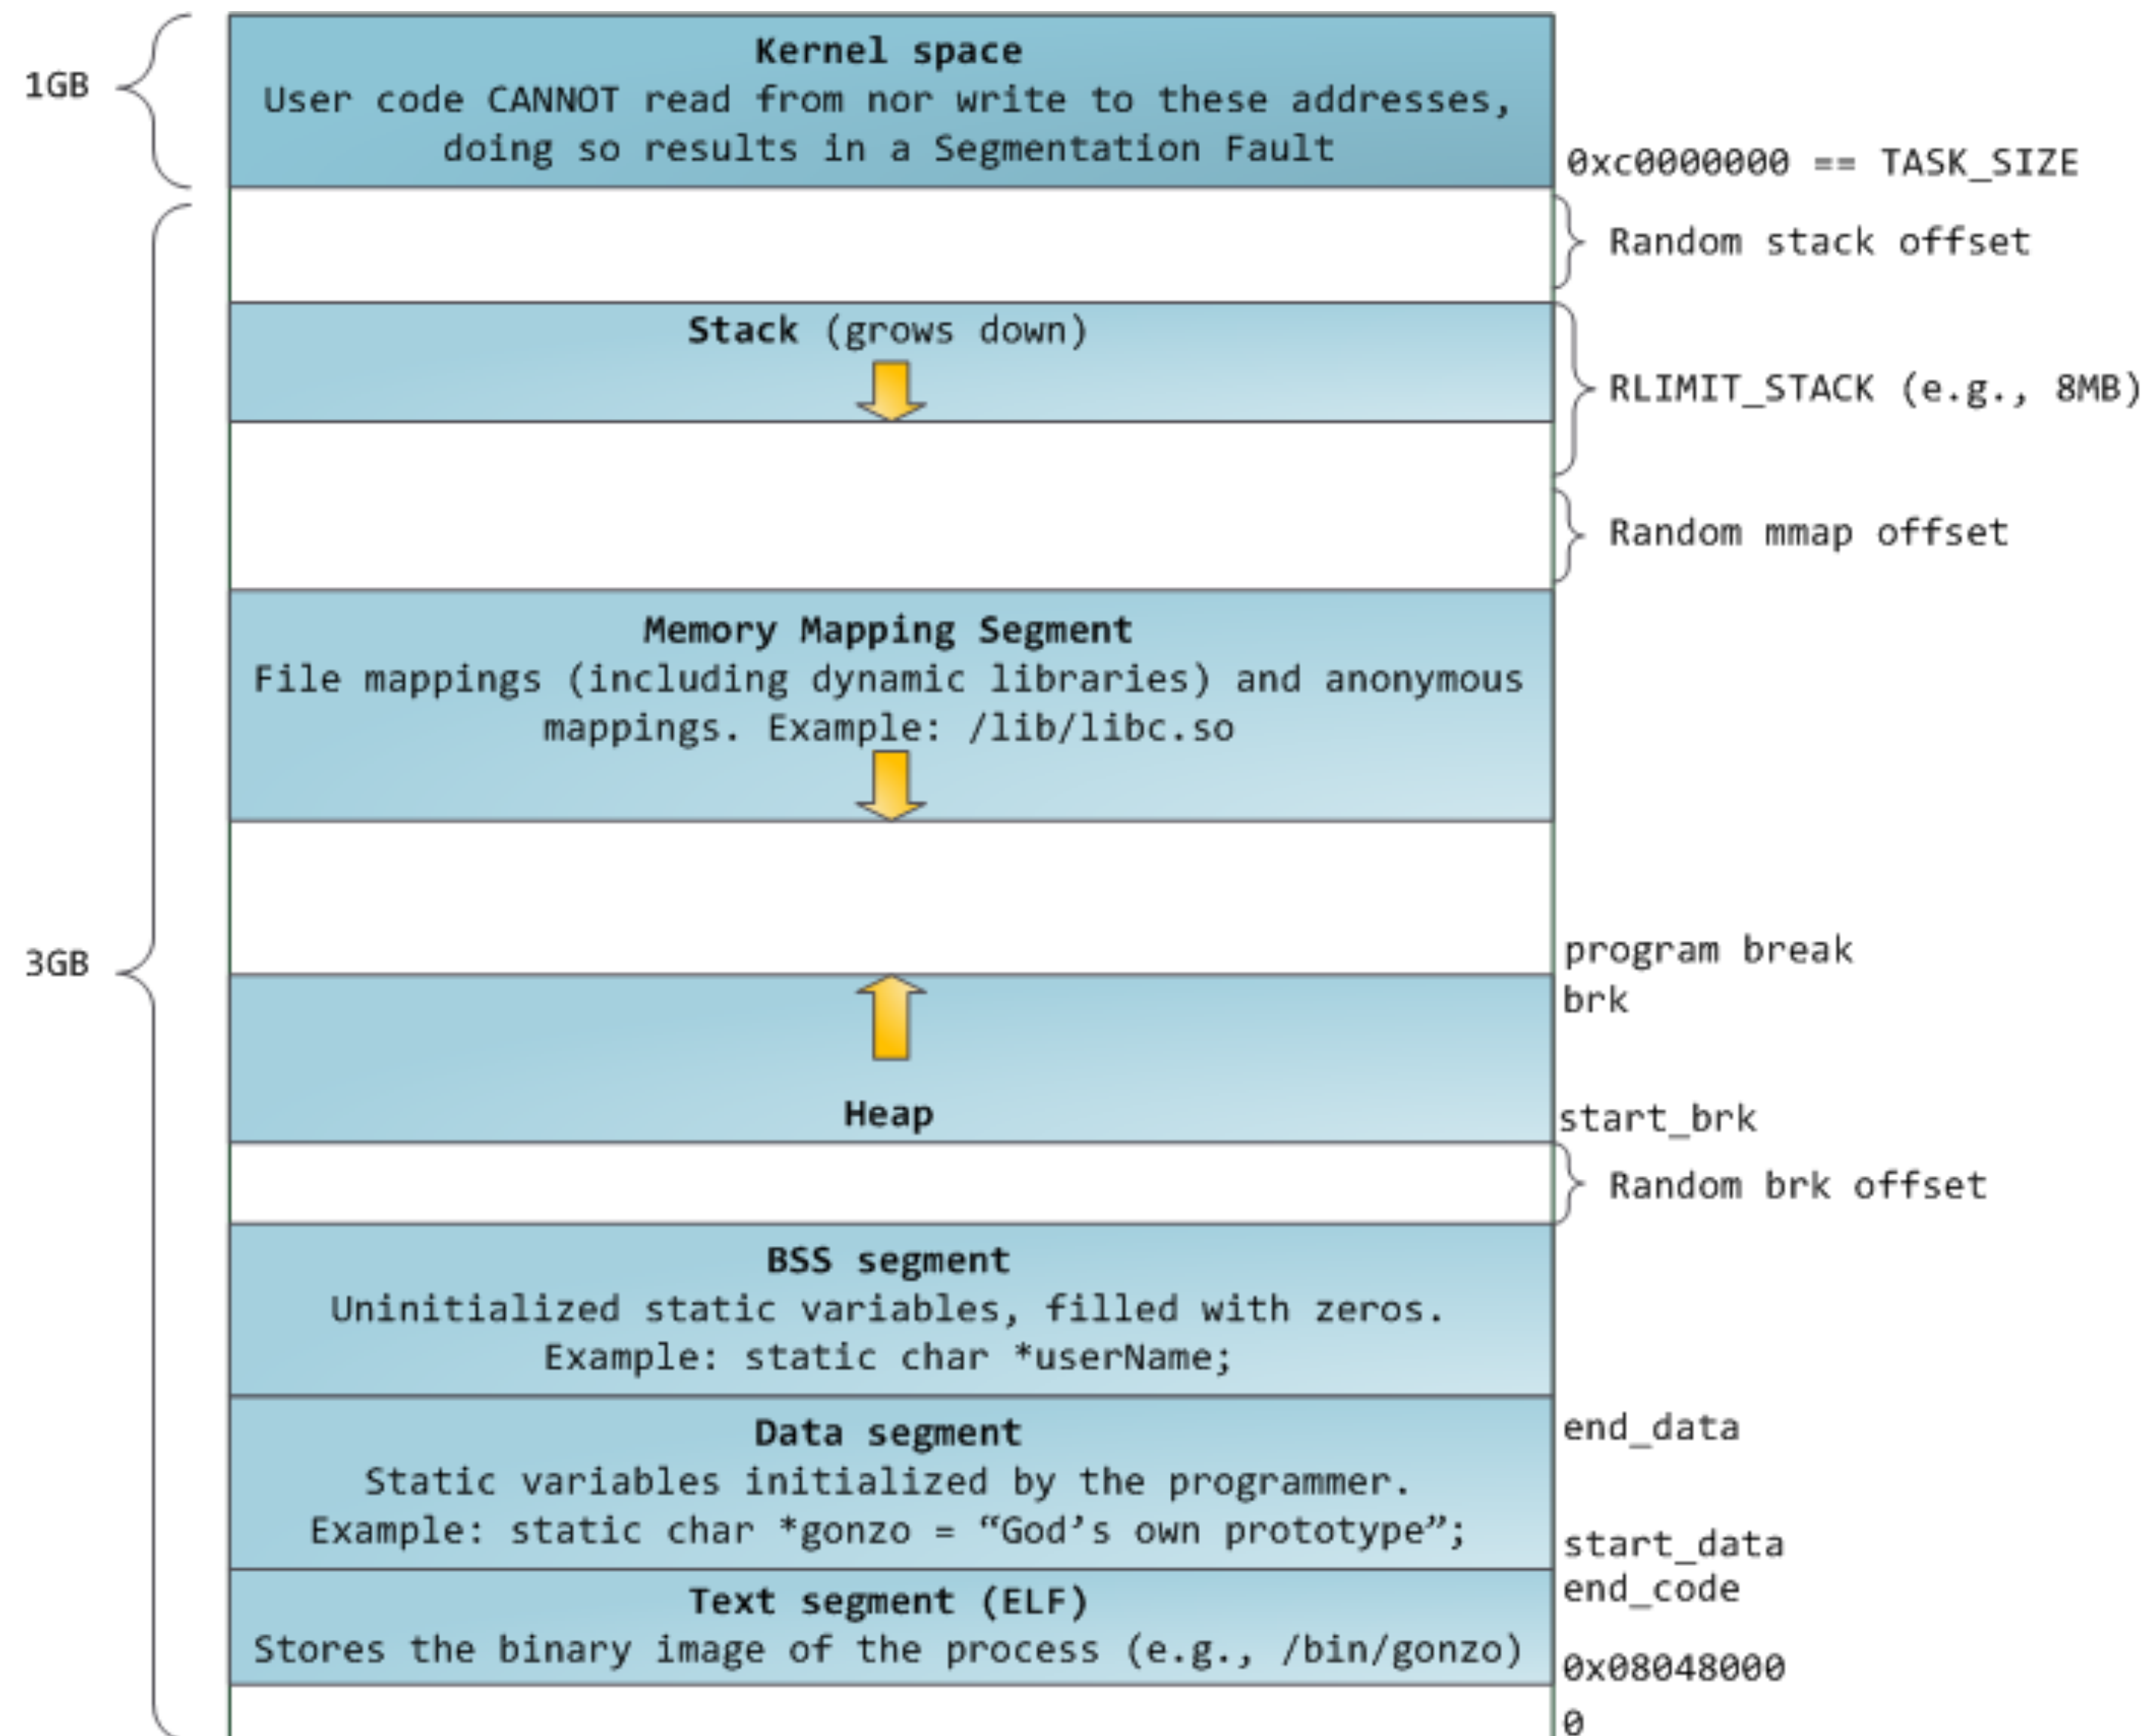 1GB
Kernel space
User code CANNOT read from nor write to these addresses,
doing so results in a Segmentation Fault
0xc0000000 == TASK_SIZE
Random stack offset
Stack (grows down)
RLIMIT_STACK (e.g., 8MB)
Random mmap offset
Memory Mapping Segment
File mappings (including dynamic libraries) and anonymous
mappings. Example: /lib/libc.so
3GB
program break
brk
Heap
start_brk
Random brk offset
BSS segment
Uninitialized static variables, filled with zeros.
Example: static char *userName;
Data segment
end_data
Static variables initialized by the programmer.
Example: static char *gonzo = “God’s own prototype”;
start_data
Text segment (ELF)
end_code
Stores the binary image of the process (e.g., /bin/gonzo)
0x08048000
0